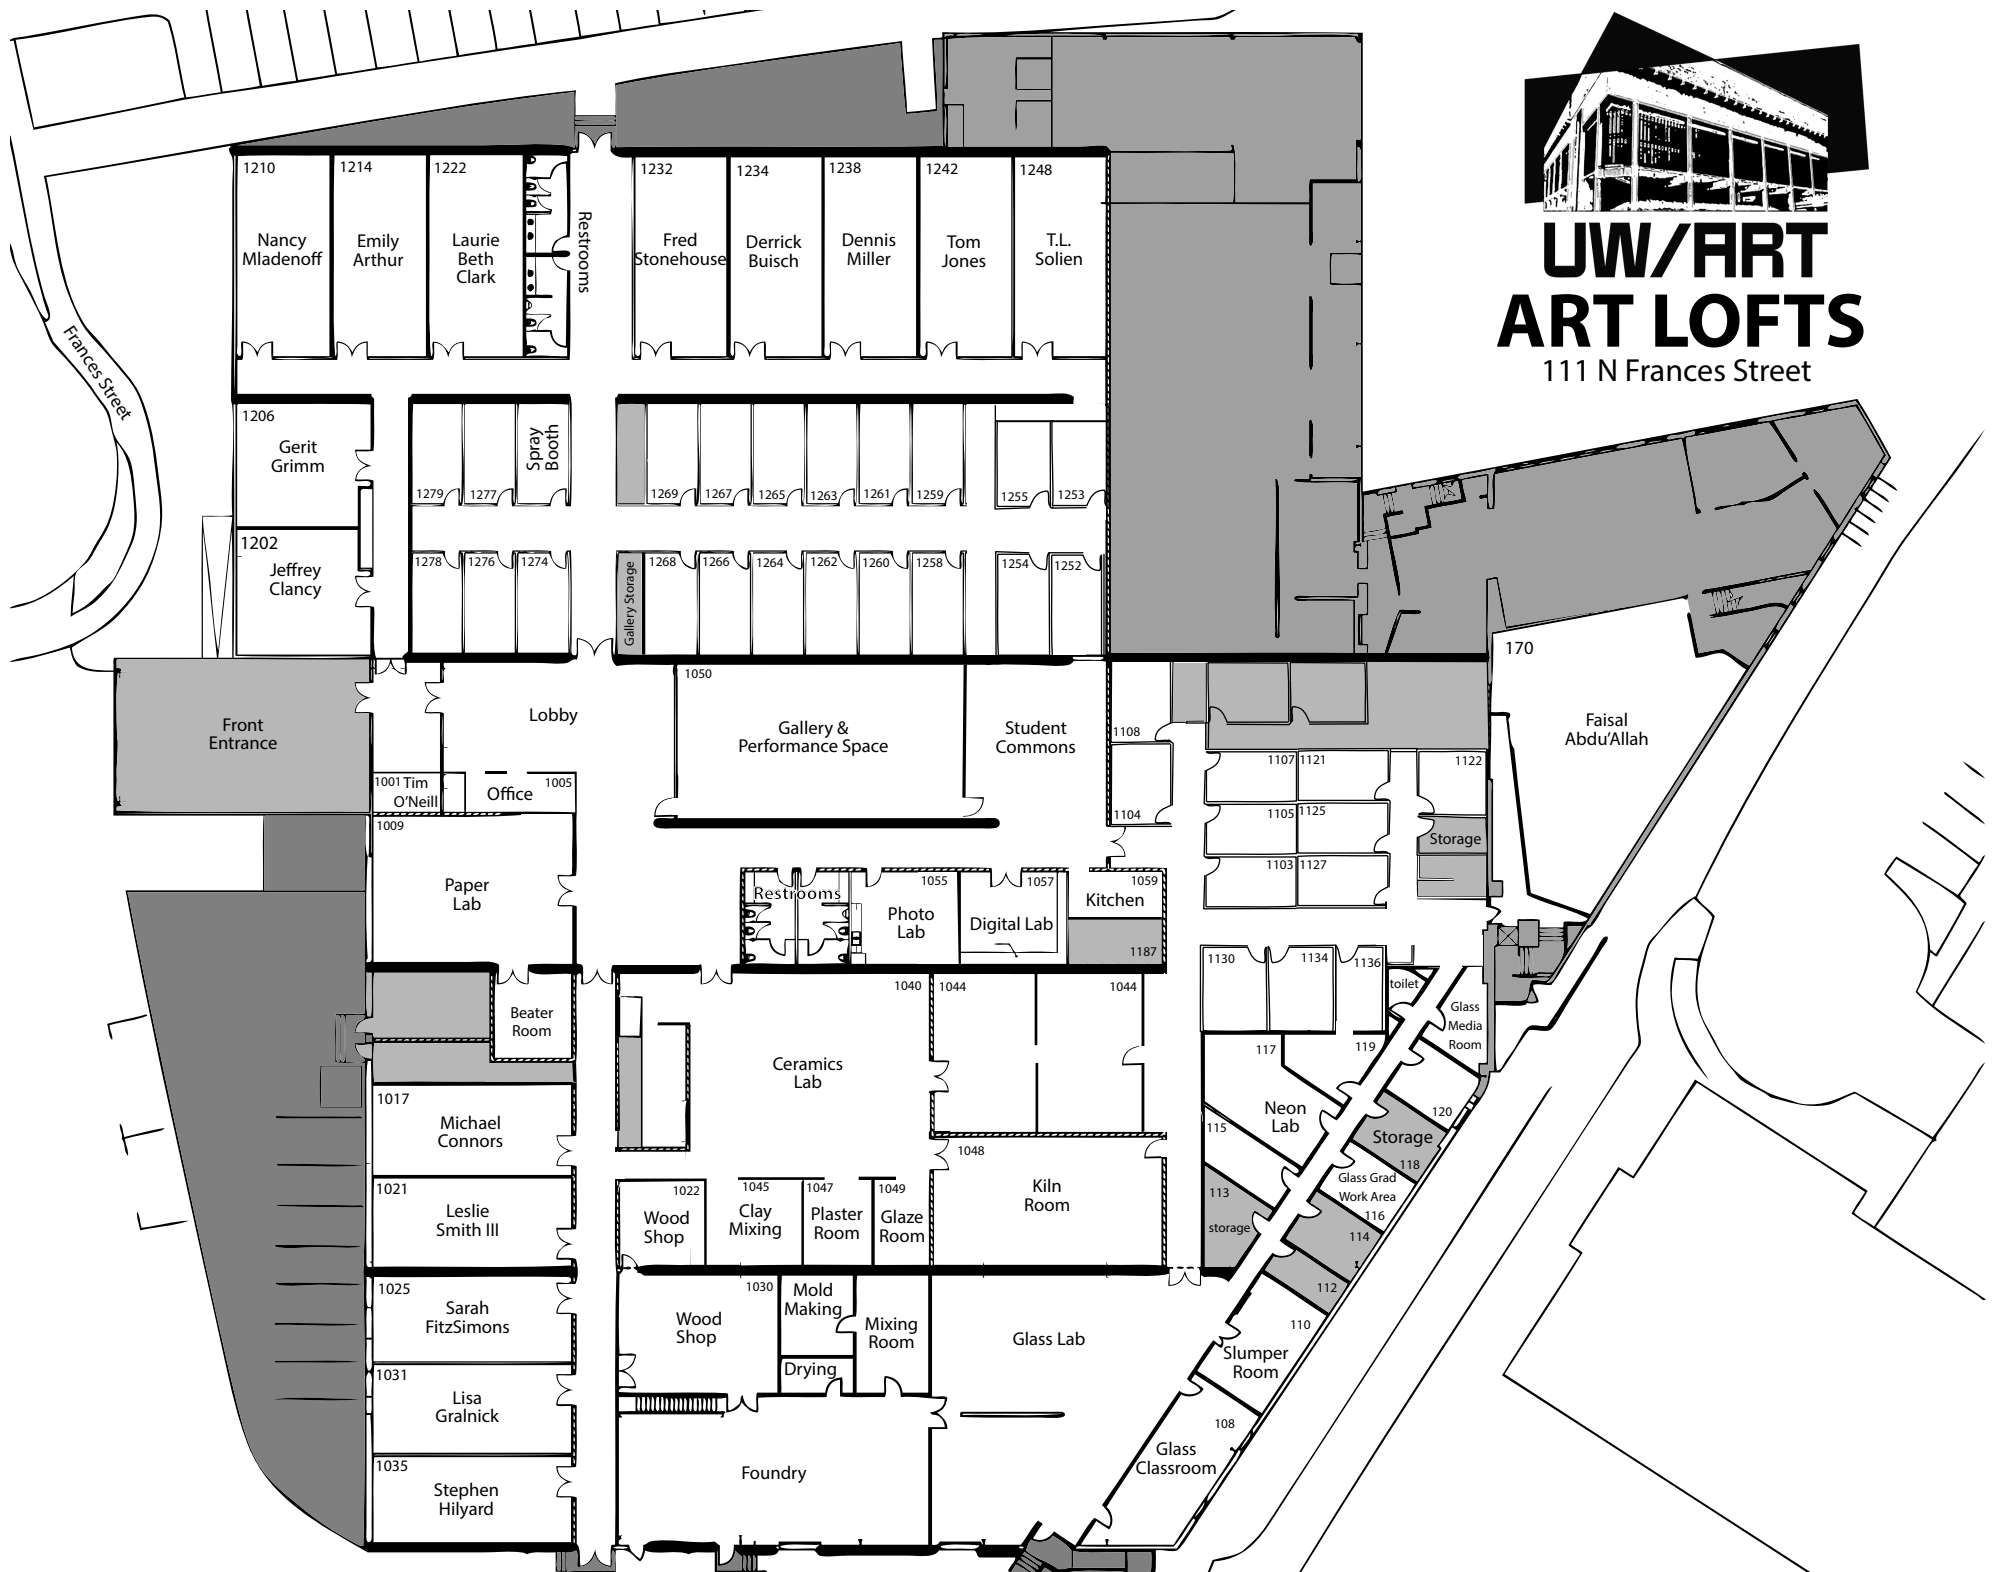 UW/ART
ART LOFTS
111 N Frances Street
Frances Street
1210
Nancy
Mladenoff
1214
Emily
Arthur
1222
Laurie
Beth
Clark
Restrooms
1232
Fred
Stonehouse
1234
Derrick
Buisch
1238
Dennis
Miller
1242
Tom
Jones
1248
T.L.
Solien
1206
Gerit
Grimm
1202
Jeffrey
Clancy
1279
1277
Spray
Booth
1269
1267
1265
1263
1261
1259
1255
1253
1278
1276
1274
Gallery Storage
1268
1266
1264
1262
1260
1258
1254
1252
170
Faisal
Abdu'Allah
Front
Entrance
Lobby
1050
Gallery &
Performance Space
Student
Commons
1108
1104
1107
1121
1122
1105
1125
Storage
1103
1127
1001 Tim
O'Neill
Office
1005
1009
Paper
Lab
Restrooms
1055
Photo
Lab
1057
Digital Lab
1059
Kitchen
1187
1130
1134
1136
toilet
Glass
Media
Room
Beater
Room
1040
Ceramics
Lab
1044
1044
117
119
Neon
Lab
120
Storage
118
115
Glass Grad
Work Area
116
113
storage
114
112
1017
Michael
Connors
1021
Leslie
Smith III
1022
Wood
Shop
1045
Clay
Mixing
1047
Plaster
Room
1049
Glaze
Room
1048
Kiln
Room
1025
Sarah
FitzSimons
1030
Wood
Shop
Mold
Making
Drying
Mixing
Room
Glass Lab
110
Slumper
Room
1031
Lisa
Gralnick
108
Glass
Classroom
1035
Stephen
Hilyard
Foundry